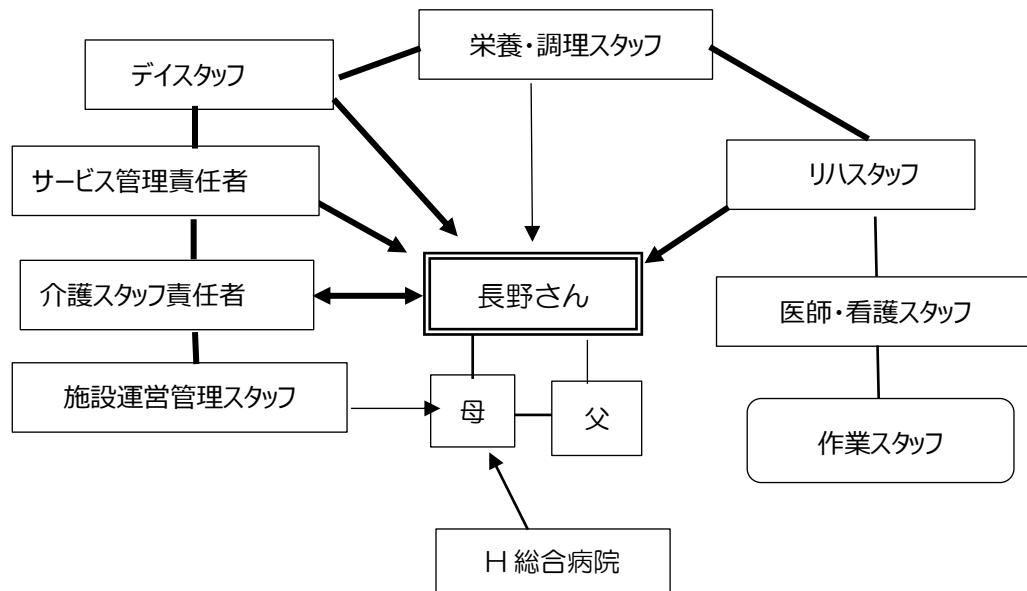 栄養・調理スタッフ
デイスタッフ
サービス管理責任者
リハスタッフ
介護スタッフ責任者
長野さん
医師・看護スタッフ
施設運営管理スタッフ
母
父
作業スタッフ
H 総合病院